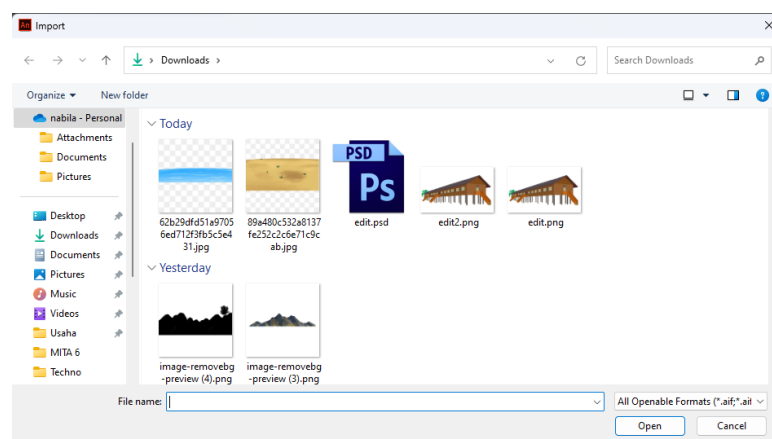 An Import
Downloads
Search Downloads
Organize
New folder
nabila - Personal
Attachments
Documents
Pictures
Desktop
Downloads
Documents
Pictures
Music
Videos
Usaha
MITA 6
Techno
Today
PSD
Ps
62b29dfd51a9705
6ed712f3fb5c5e4
31.jpg
89a480c532a8137
fe252c2c6e71c9c
ab.jpg
edit.psd
edit2.png
edit.png
Yesterday
image-removebg
-preview (4).png
image-removebg
-preview (3).png
File name:
All Openable Formats (*.aif;*.aif
Open
Cancel